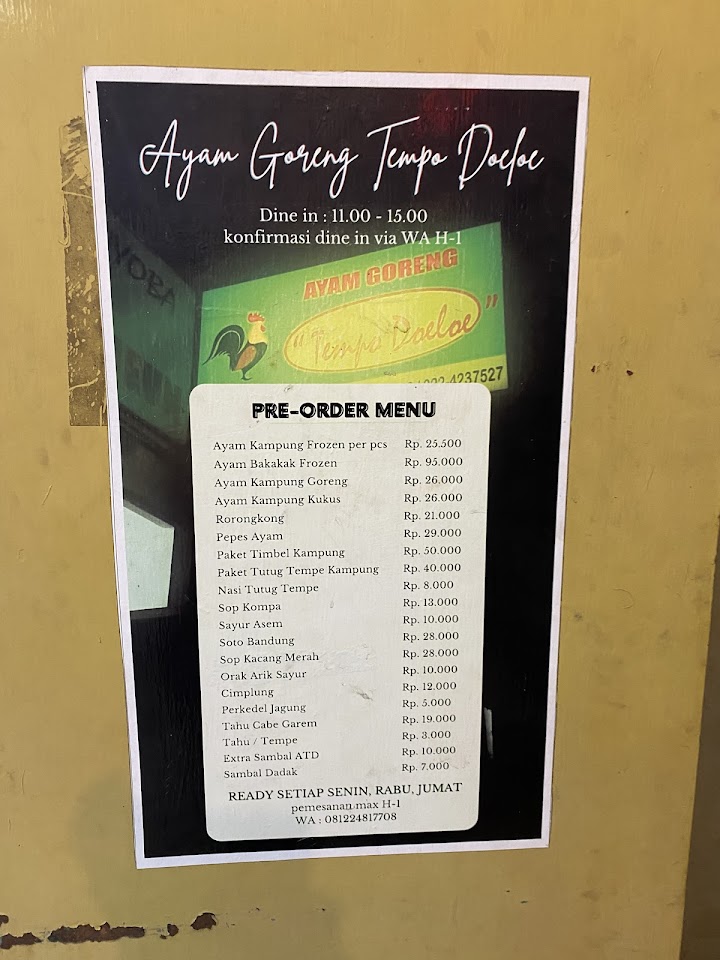 Ayam Goreng Tempo Doeloe
Dine in : 11.00 - 15.00
konfirmasi dine in via WA H-1
AYAM GORENG
"Tempo Doeloe"
4237527
PRE-ORDER MENU
Ayam Kampung Frozen per pcs Rp. 25.500
Ayam Bakakak Frozen Rp. 95.000
Ayam Kampung Goreng Rp. 26.000
Ayam Kampung Kukus Rp. 26.000
Rorongkong Rp. 21.000
Pepes Ayam Rp. 29.000
Paket Timbel Kampung Rp. 50.000
Paket Tutug Tempe Kampung Rp. 40.000
Nasi Tutug Tempe Rp. 8.000
Sop Kompa Rp. 13.000
Sayur Asem Rp. 10.000
Soto Bandung Rp. 28.000
Sop Kacang Merah Rp. 28.000
Orak Arik Sayur Rp. 10.000
Cimplung Rp. 12.000
Perkedel Jagung Rp. 5.000
Tahu Cabe Garem Rp. 19.000
Tahu / Tempe Rp. 3.000
Extra Sambal ATD Rp. 10.000
Sambal Dadak Rp. 7.000
READY SETIAP SENIN, RABU, JUMAT
pemesanan max H-1
WA : 081224817708